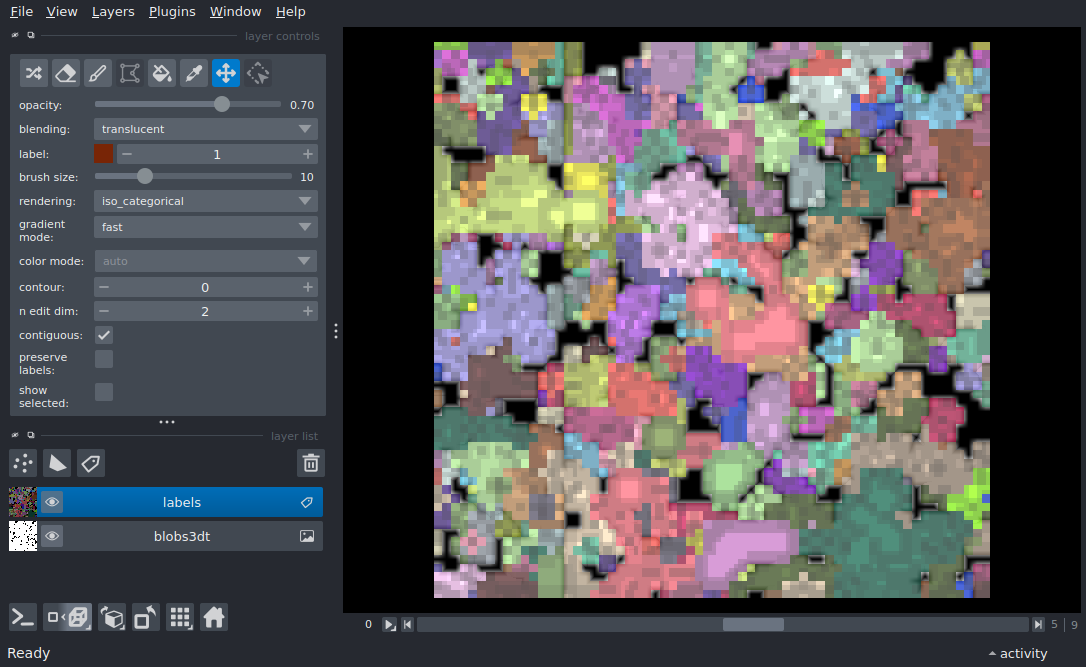 File View Layers Plugins Window Help
layer controls
opacity: 0.70
blending: translucent
label: 1
brush size: 10
rendering: iso_categorical
gradient
mode: fast
color mode: auto
contour: 0
n edit dim: 2
contiguous:
preserve
labels:
show
selected:
layer list
labels
blobs3dt
0 5 9
Ready activity